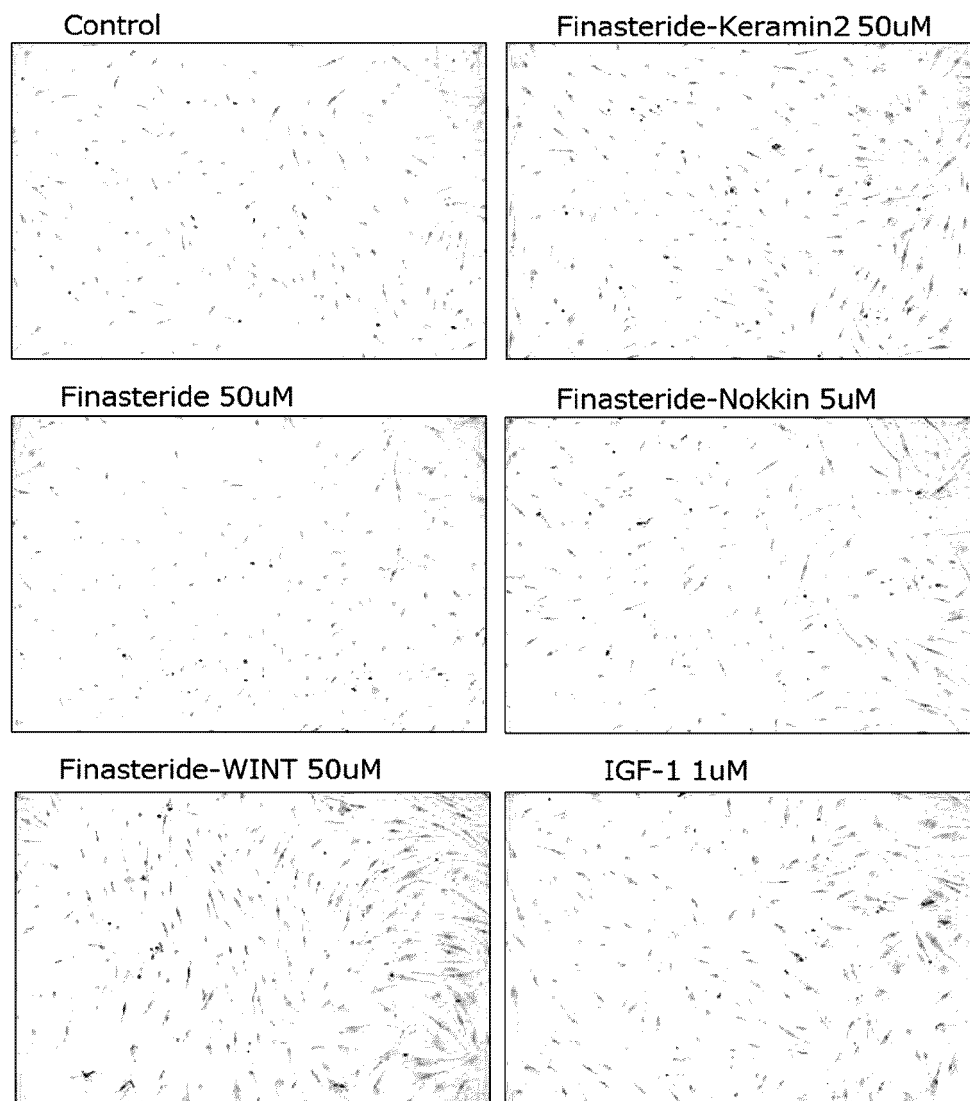 Control
Finasteride-Keramin2 50uM
Finasteride 50uM
Finasteride-Nokkin 5uM
Finasteride-WINT 50uM
IGF-1 1uM